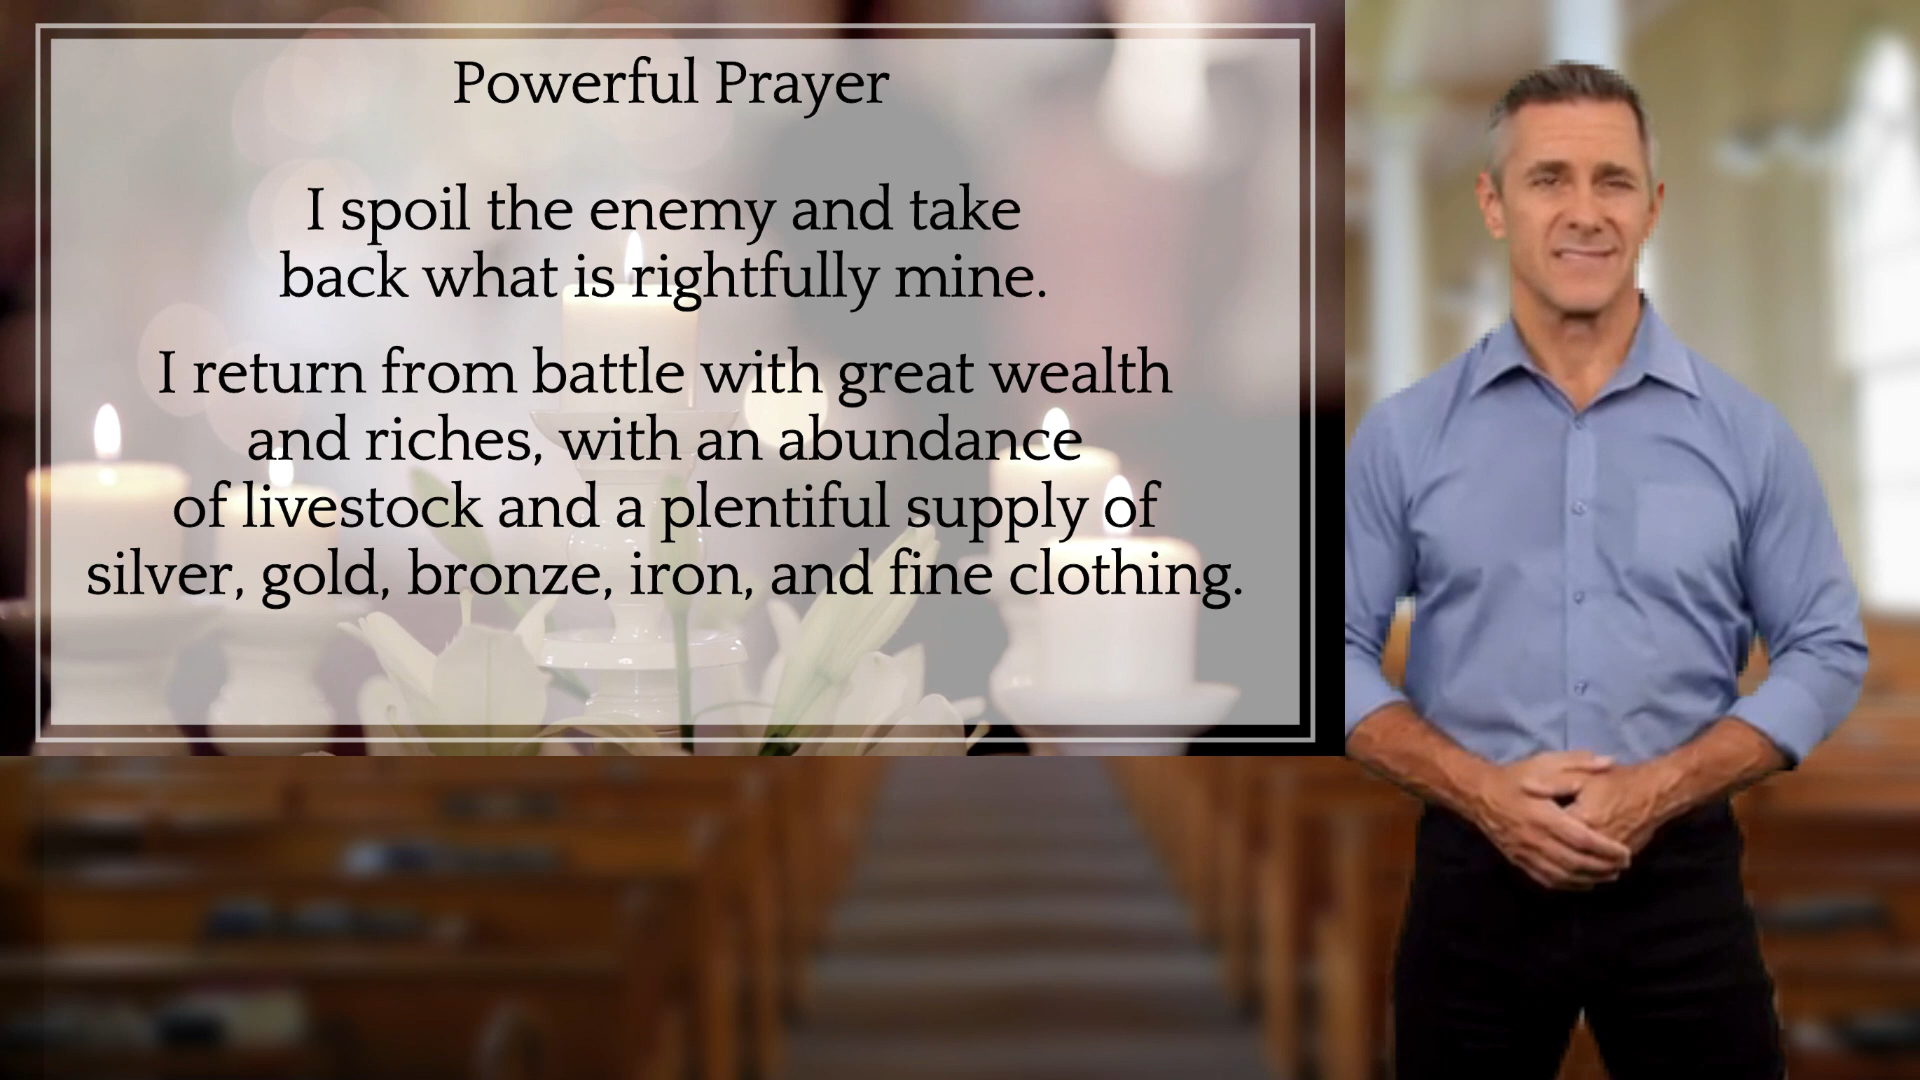 Powerful Prayer
I spoil the enemy and take
back what is rightfully mine.
I return from battle with great wealth
and riches, with an abundance
of livestock and a plentiful supply of
silver, gold, bronze, iron, and fine clothing.